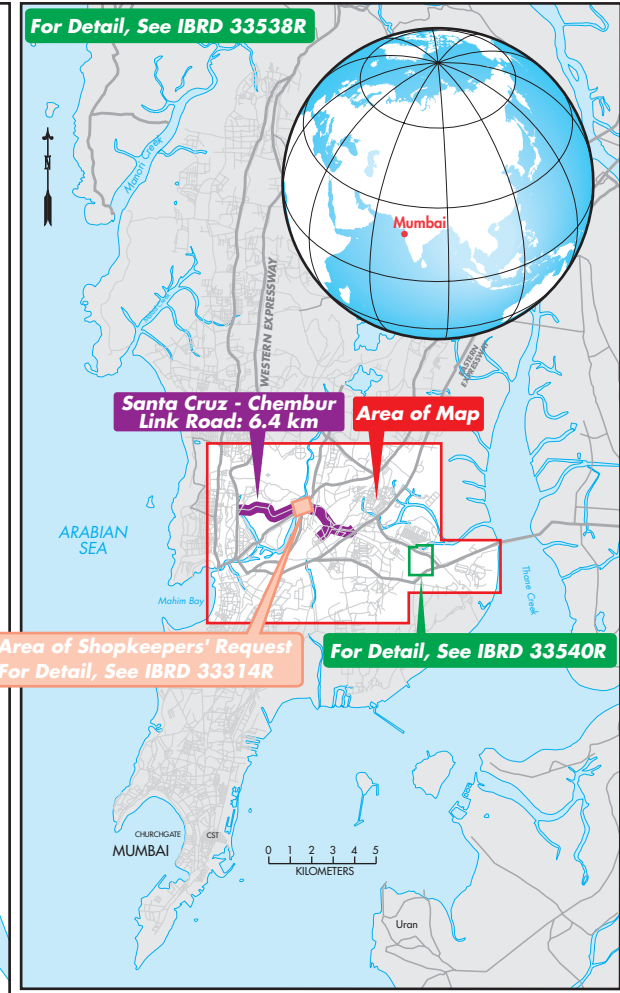 For Detail, See IBRD 33538R
N
Manori Creek
Mumbai
WESTERN EXPRESSWAY
EASTERN
EXPRESSWAY
Santa Cruz - Chembur
Link Road: 6.4 km
Area of Map
ARABIAN
SEA
Mahim Bay
Thane Creek
Area of Shopkeepers' Request
For Detail, See IBRD 33314R
For Detail, See IBRD 33540R
CHURCHGATE
CST
MUMBAI
0 1 2 3 4 5
KILOMETERS
Uran